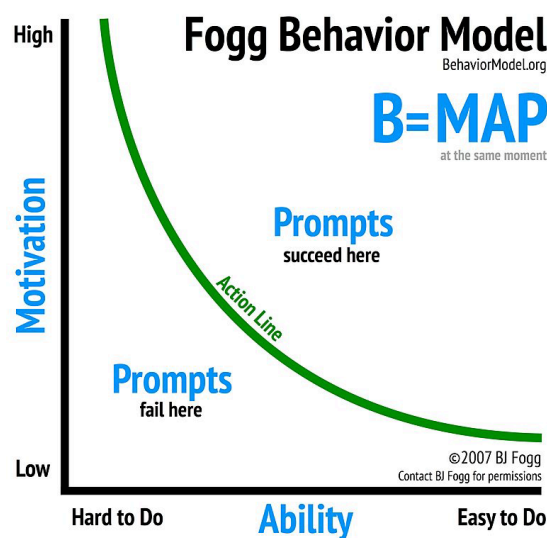 High
Fogg Behavior Model
BehaviorModel.org
B=MAP
at the same moment
Motivation
Prompts
succeed here
Action Line
Prompts
fail here
Low
©2007 BJ Fogg
Contact BJ Fogg for permissions
Hard to Do
Ability
Easy to Do